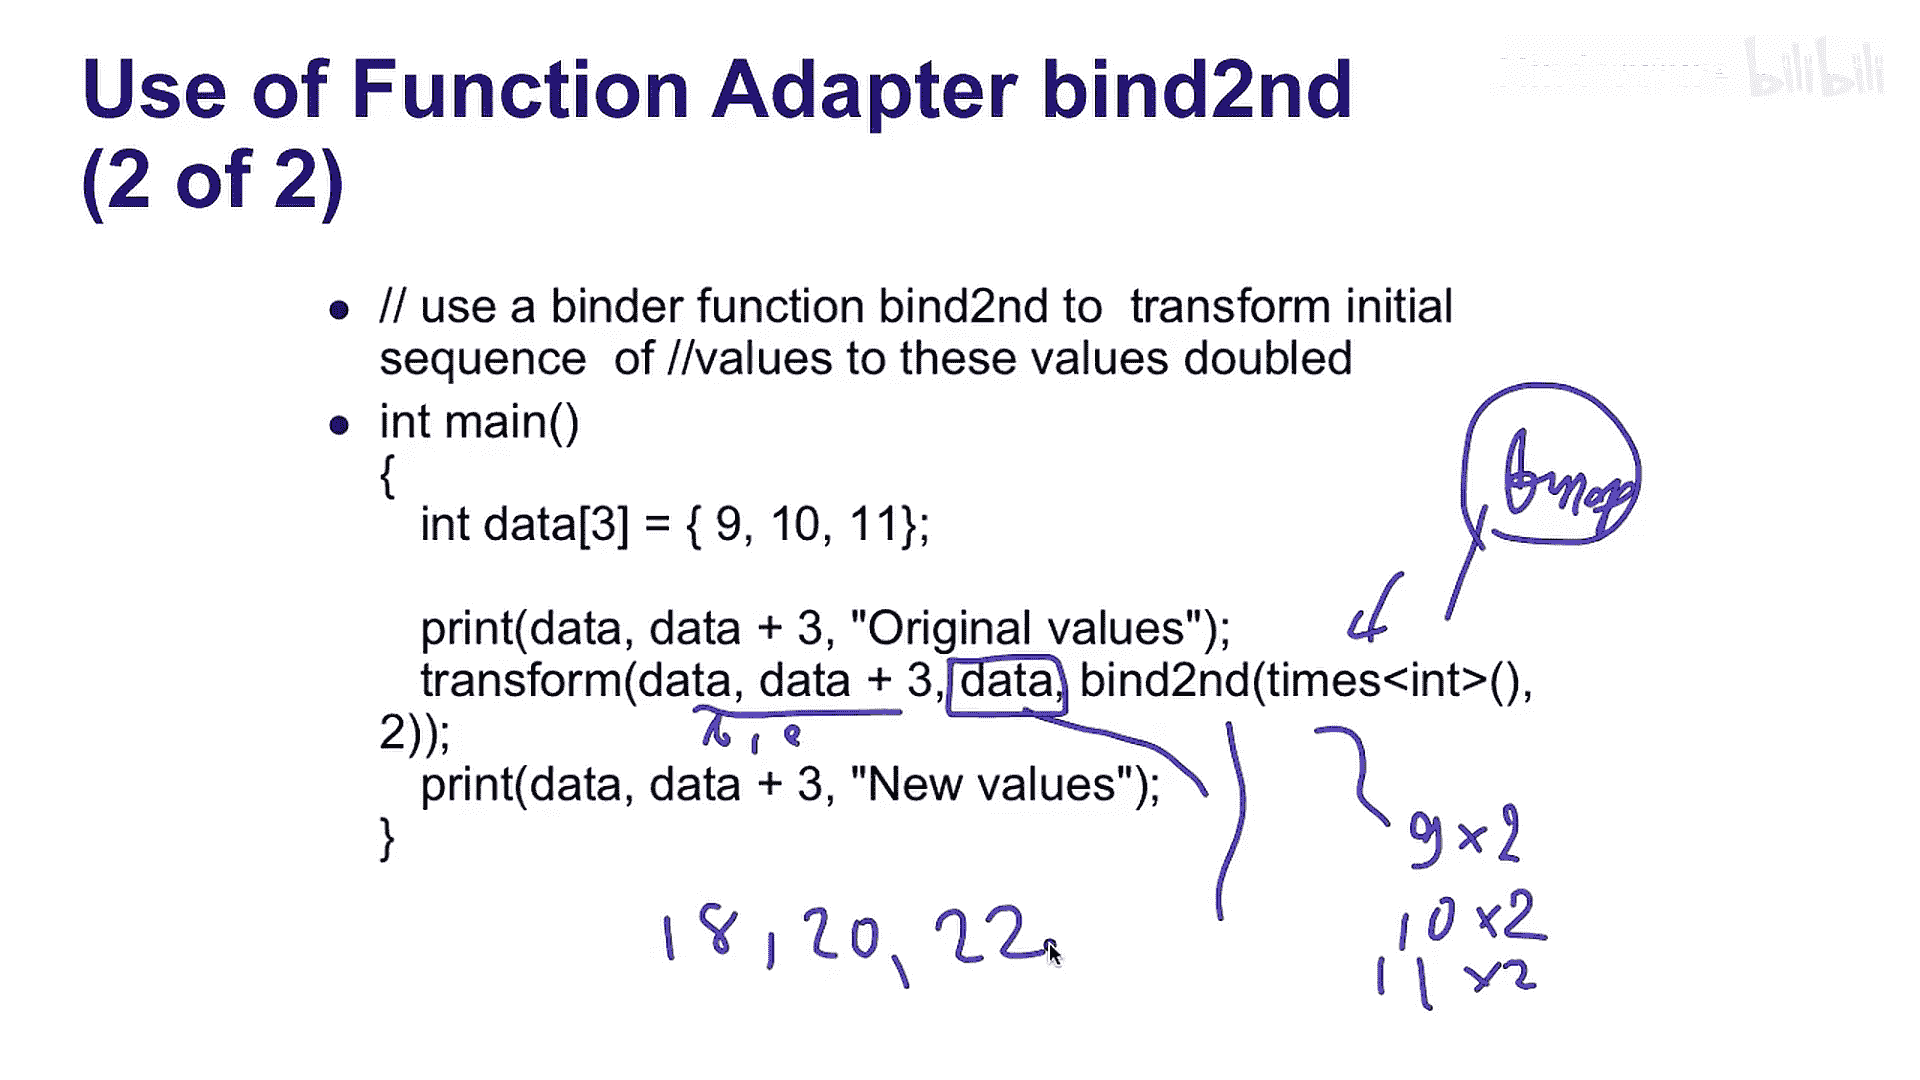 Use of Function Adapter bind2nd
(2 of 2)
bilibili
● // use a binder function bind2nd to transform initial
sequence of //values to these values doubled
● int main()
{
int data[3] = { 9, 10, 11};
print(data, data + 3, "Original values");
transform(data, data + 3, data, bind2nd(times<int>(),
2));
print(data, data + 3, "New values");
}
9 x 2
10 x 2
11 x 2
18, 20, 22